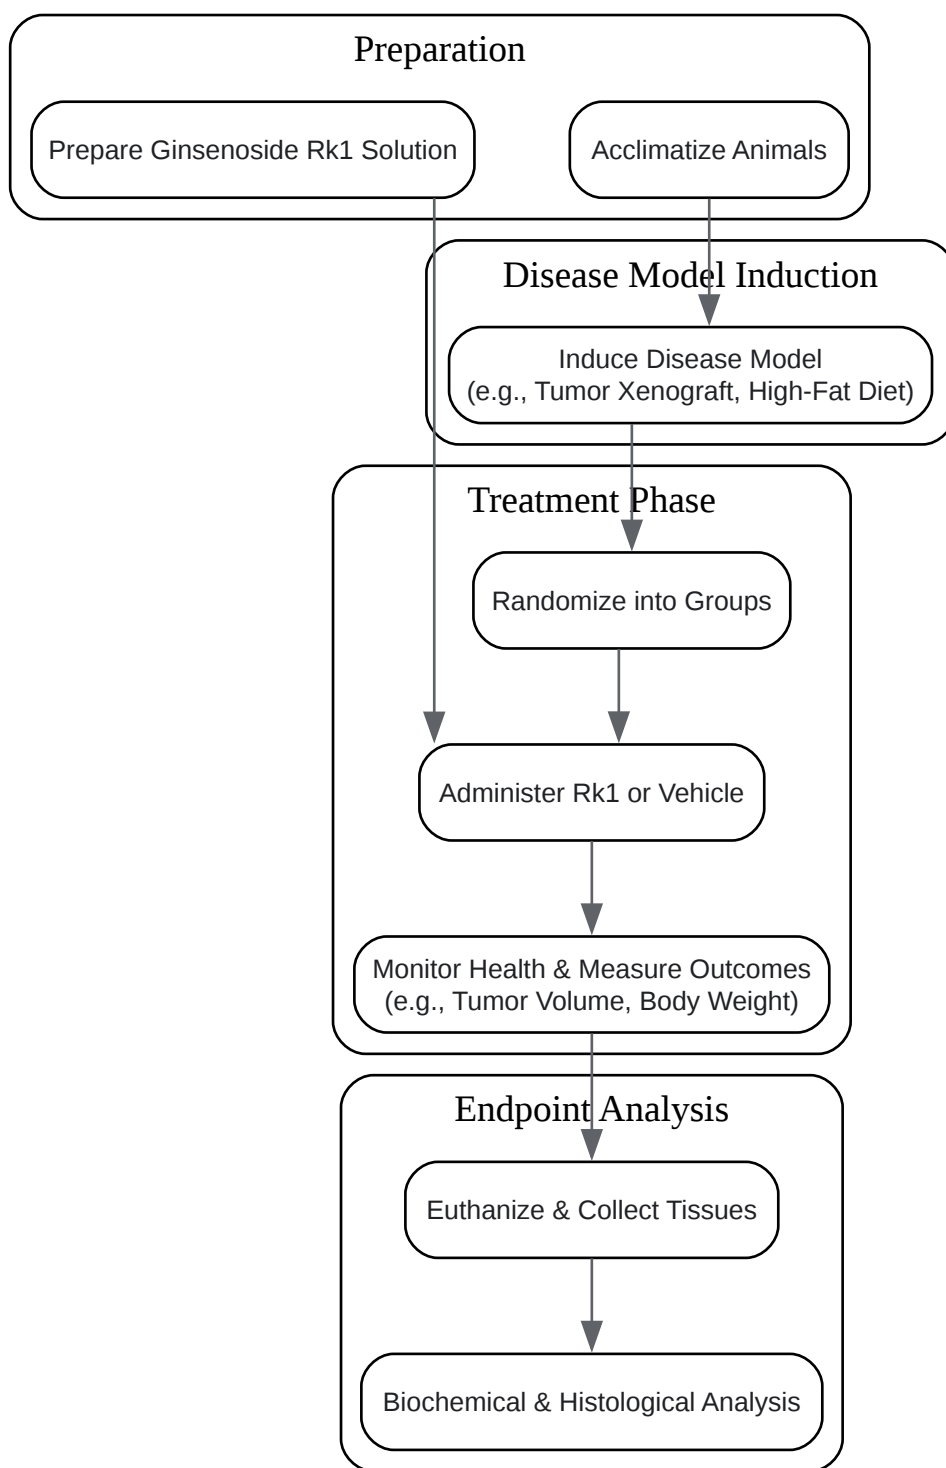 Preparation
Prepare Ginsenoside Rk1 Solution
Acclimatize Animals
Disease Model Induction
Induce Disease Model
(e.g., Tumor Xenograft, High-Fat Diet)
Treatment Phase
Randomize into Groups
Administer Rk1 or Vehicle
Monitor Health & Measure Outcomes
(e.g., Tumor Volume, Body Weight)
Endpoint Analysis
Euthanize & Collect Tissues
Biochemical & Histological Analysis